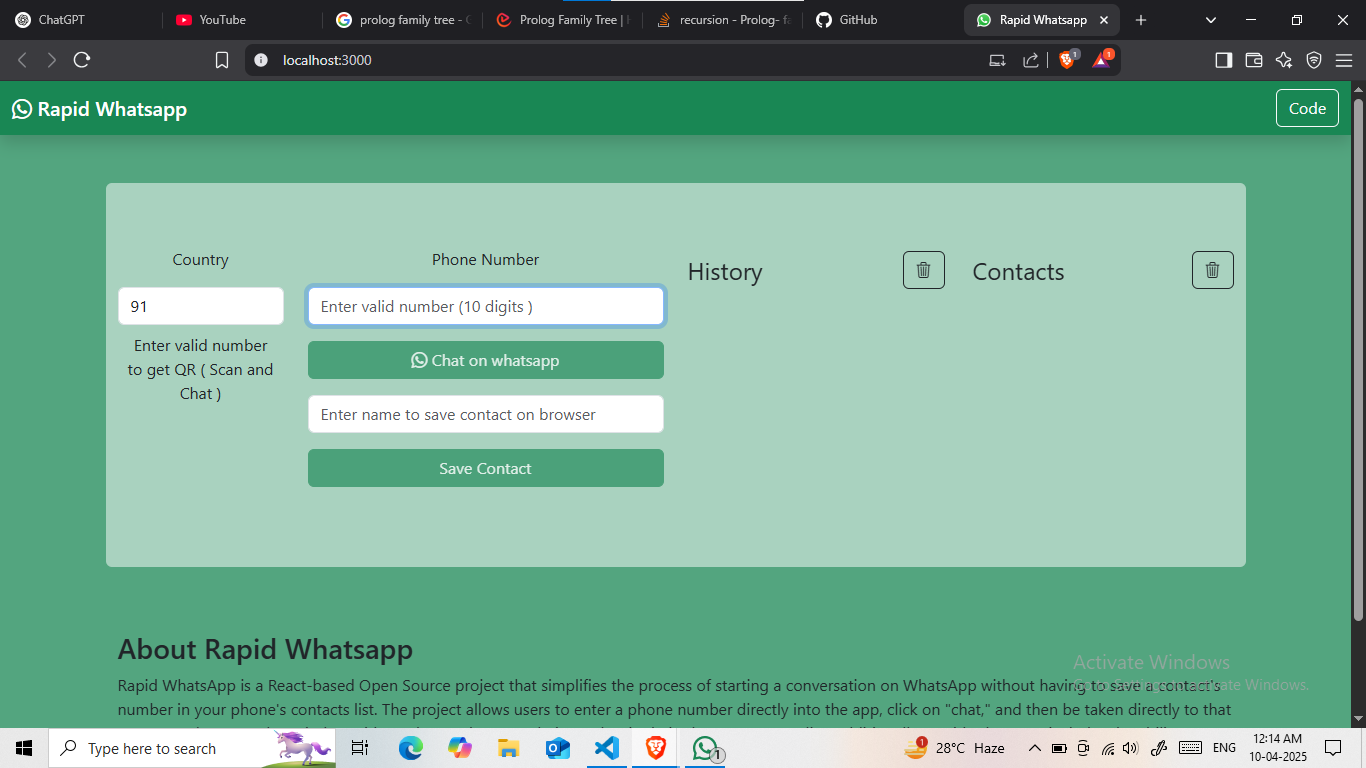 ChatGPT
YouTube
prolog family tree -
Prolog Family Tree |
recursion - Prolog-
GitHub
Rapid Whatsapp
localhost:3000
1
1
Rapid Whatsapp
Code
Country
Phone Number
History
Contacts
91
Enter valid number (10 digits )
Enter valid number
to get QR ( Scan and
Chat )
Chat on whatsapp
Enter name to save contact on browser
Save Contact
About Rapid Whatsapp
Activate Windows
Go to Settings to activate Windows.
Rapid WhatsApp is a React-based Open Source project that simplifies the process of starting a conversation on WhatsApp without having to save a contact's
number in your phone's contacts list. The project allows users to enter a phone number directly into the app, click on "chat," and then be taken directly to that
Type here to search
1
1
28°C Haze
ENG
12:14 AM
10-04-2025